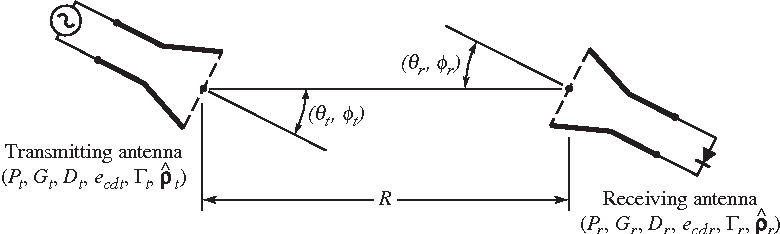 (θr, ϕr)
(θt, ϕt)
Transmitting antenna
(Pt, Gt, Dt, ecdt, Γt, ρ̂t)
R
Receiving antenna
(Pr, Gr, Dr, ecdr, Γr, ρ̂r)